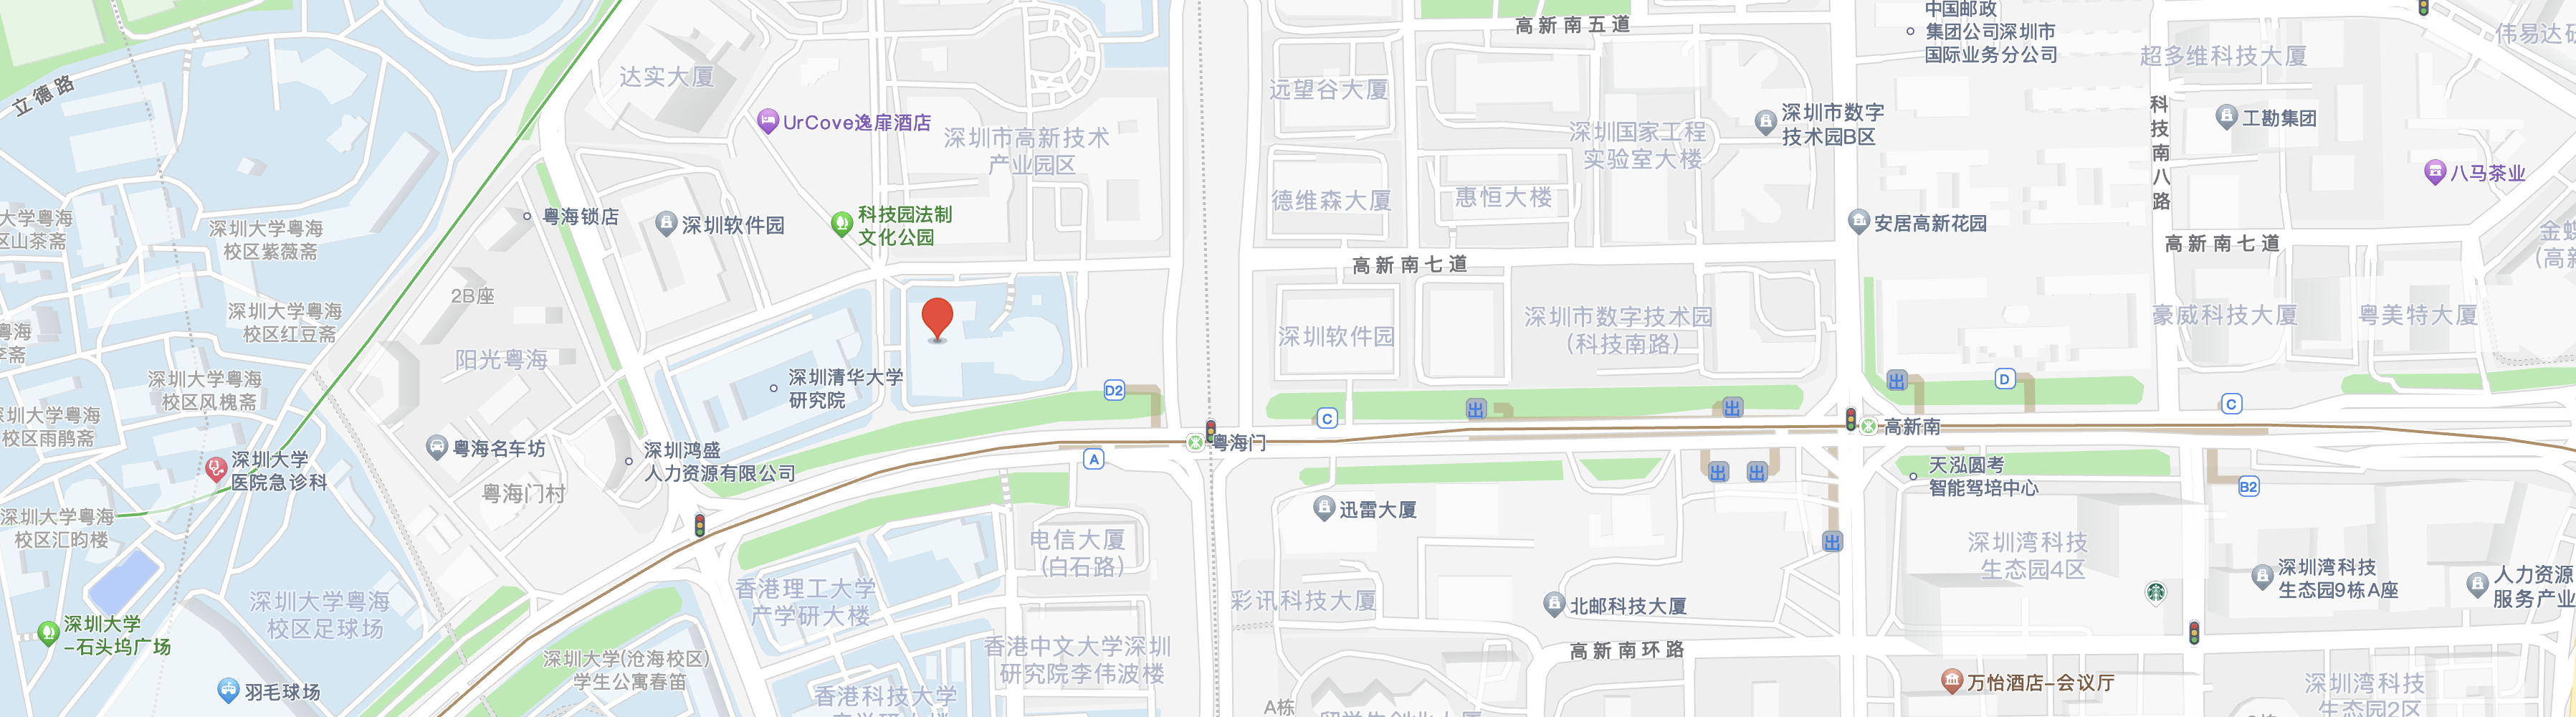 立德路
达实大厦
UrCove逸扉酒店
深圳市高新技术
产业园区
高新南五道
远望谷大厦
深圳国家工程
实验室大楼
深圳市数字
技术园B区
中国邮政
集团公司深圳市
国际业务分公司
超多维科技大厦
科技南八路
工勘集团
八马茶业
大学粤海
区山茶斋
深圳大学粤海
校区紫薇斋
粤海锁店
深圳软件园
科技园法制
文化公园
德维森大厦
惠恒大楼
安居高新花园
高新南七道
高新南七道
2B座
深圳大学粤海
校区红豆斋
阳光粤海
深圳清华大学
研究院
D2
深圳软件园
深圳市数字技术园
(科技南路)
豪威科技大厦
粤美特大厦
深圳大学粤海
校区风槐斋
圳大学粤海
校区雨鹃斋
粤海名车坊
深圳鸿盛
人力资源有限公司
深圳大学
医院急诊科
粤海门村
C
出
出
出
D
C
A
粤海门
高新南
出
出
天泓圆考
智能驾培中心
B2
深圳大学粤海
校区汇昀楼
迅雷大厦
出
电信大厦
(白石路)
深圳湾科技
生态园4区
深圳湾科技
生态园9栋A座
人力资源
服务产业
香港理工大学
产学研大楼
彩讯科技大厦
北邮科技大厦
深圳大学粤海
校区足球场
深圳大学
-石头坞广场
高新南环路
深圳大学(沧海校区)
学生公寓春笛
香港中文大学深圳
研究院李伟波楼
羽毛球场
香港科技大学
A栋
万怡酒店-会议厅
深圳湾科技
生态园2区